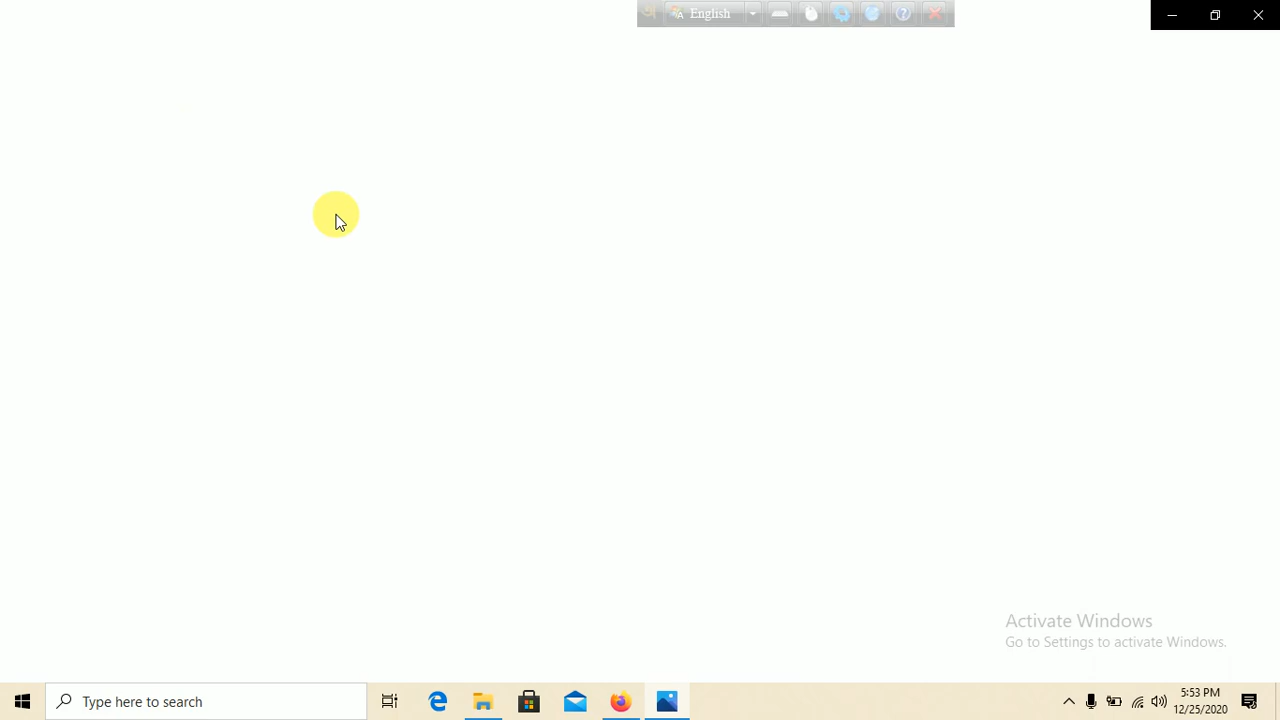 English
Activate Windows
Go to Settings to activate Windows.
Type here to search
5:53 PM
12/25/2020